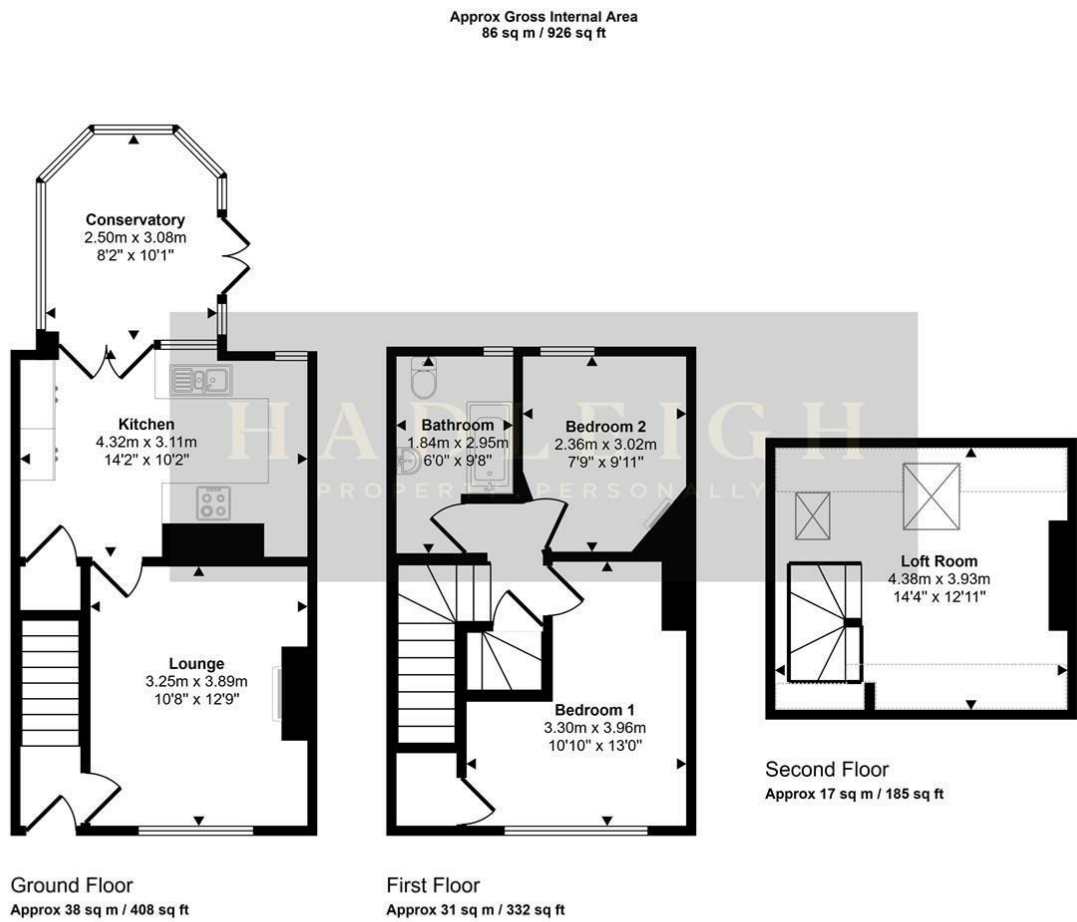 Approx Gross Internal Area
86 sq m / 926 sq ft
Conservatory
2.50m x 3.08m
8'2" x 10'1"
Kitchen
4.32m x 3.11m
14'2" x 10'2"
Lounge
3.25m x 3.89m
10'8" x 12'9"
Ground Floor
Approx 38 sq m / 408 sq ft
Bathroom
1.84m x 2.95m
6'0" x 9'8"
Bedroom 2
2.36m x 3.02m
7'9" x 9'11"
Bedroom 1
3.30m x 3.96m
10'10" x 13'0"
First Floor
Approx 31 sq m / 332 sq ft
Loft Room
4.38m x 3.93m
14'4" x 12'11"
Second Floor
Approx 17 sq m / 185 sq ft
HADLEIGH
PROPERTY PERSONALLY